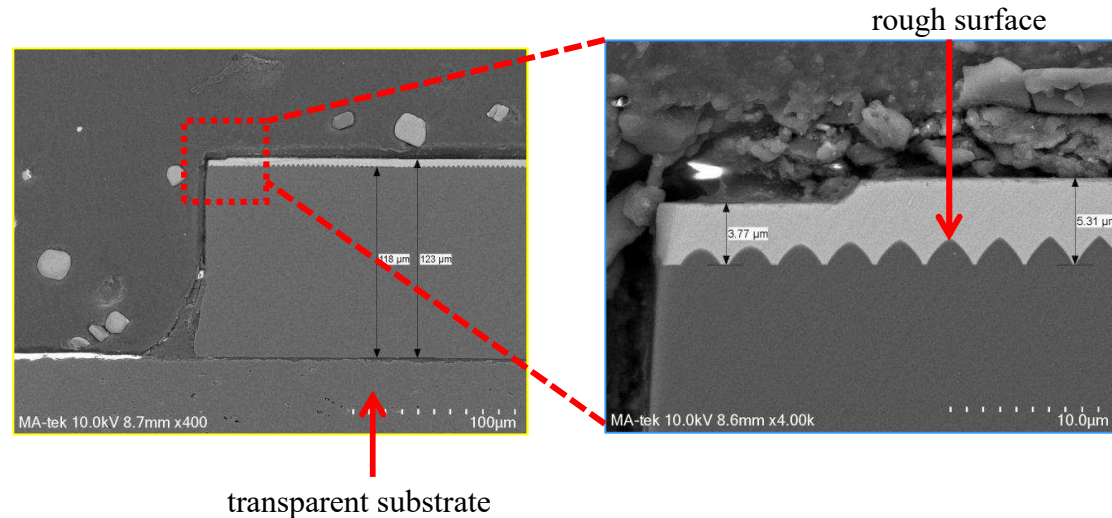 rough surface
118 µm
123 µm
3.77 µm
5.31 µm
MA-tek 10.0kV 8.7mm x400
100µm
MA-tek 10.0kV 8.6mm x4.00k
10.0µm
transparent substrate